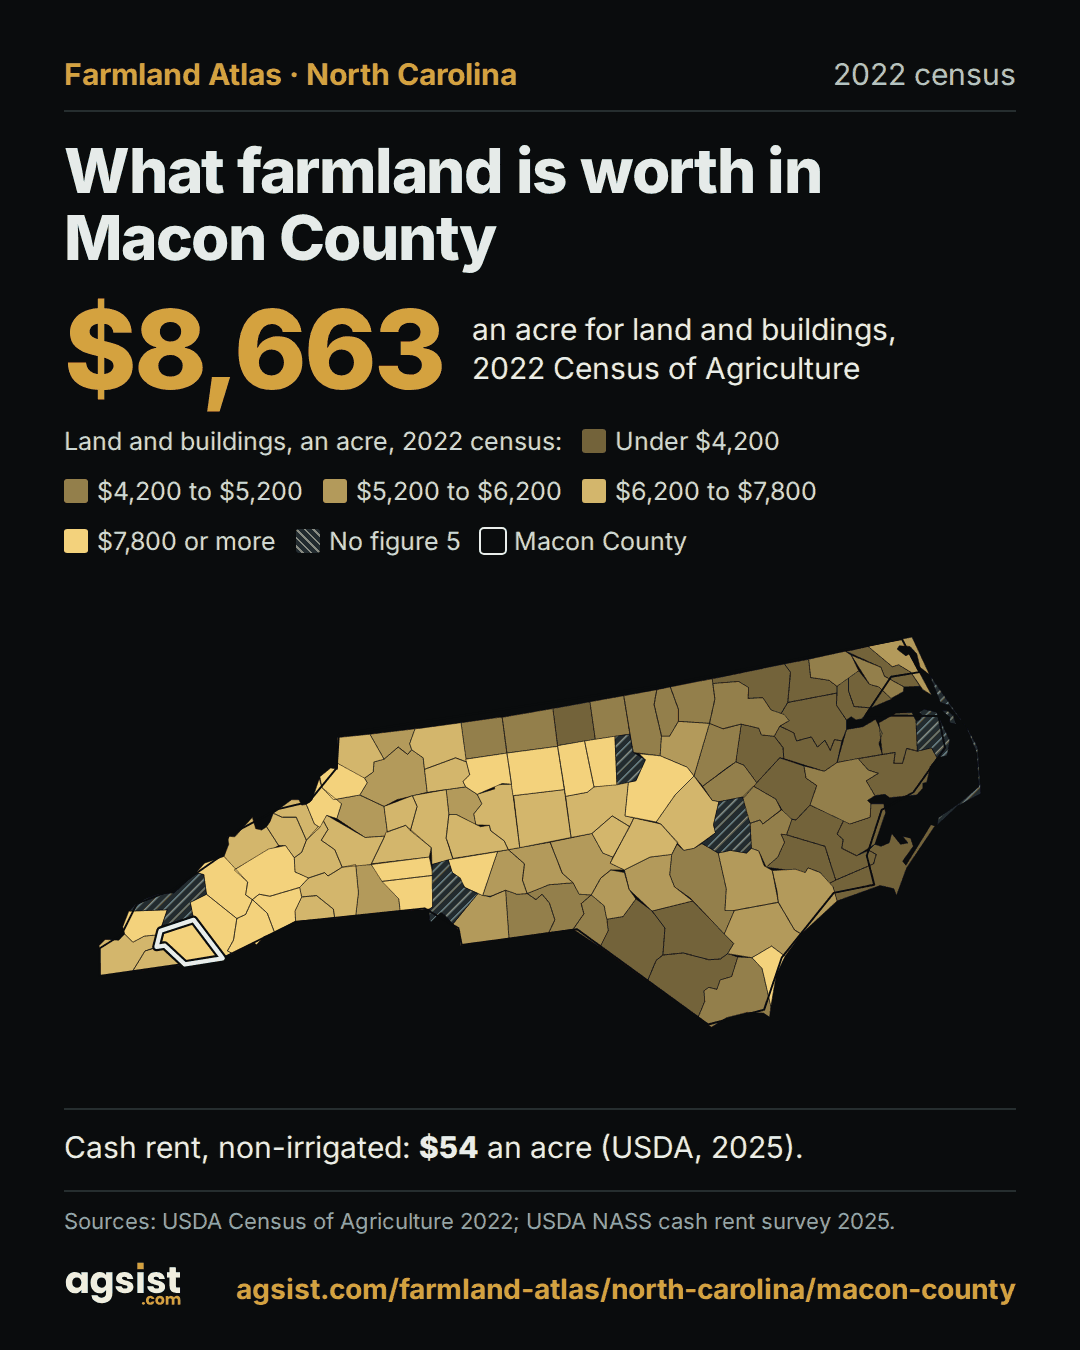 Farmland Atlas · North Carolina
2022 census
What farmland is worth in
Macon County
$8,663
an acre for land and buildings,
2022 Census of Agriculture
Land and buildings, an acre, 2022 census: Under $4,200
$4,200 to $5,200 $5,200 to $6,200 $6,200 to $7,800
$7,800 or more No figure 5 Macon County
Cash rent, non-irrigated: $54 an acre (USDA, 2025).
Sources: USDA Census of Agriculture 2022; USDA NASS cash rent survey 2025.
agsist
.com
agsist.com/farmland-atlas/north-carolina/macon-county